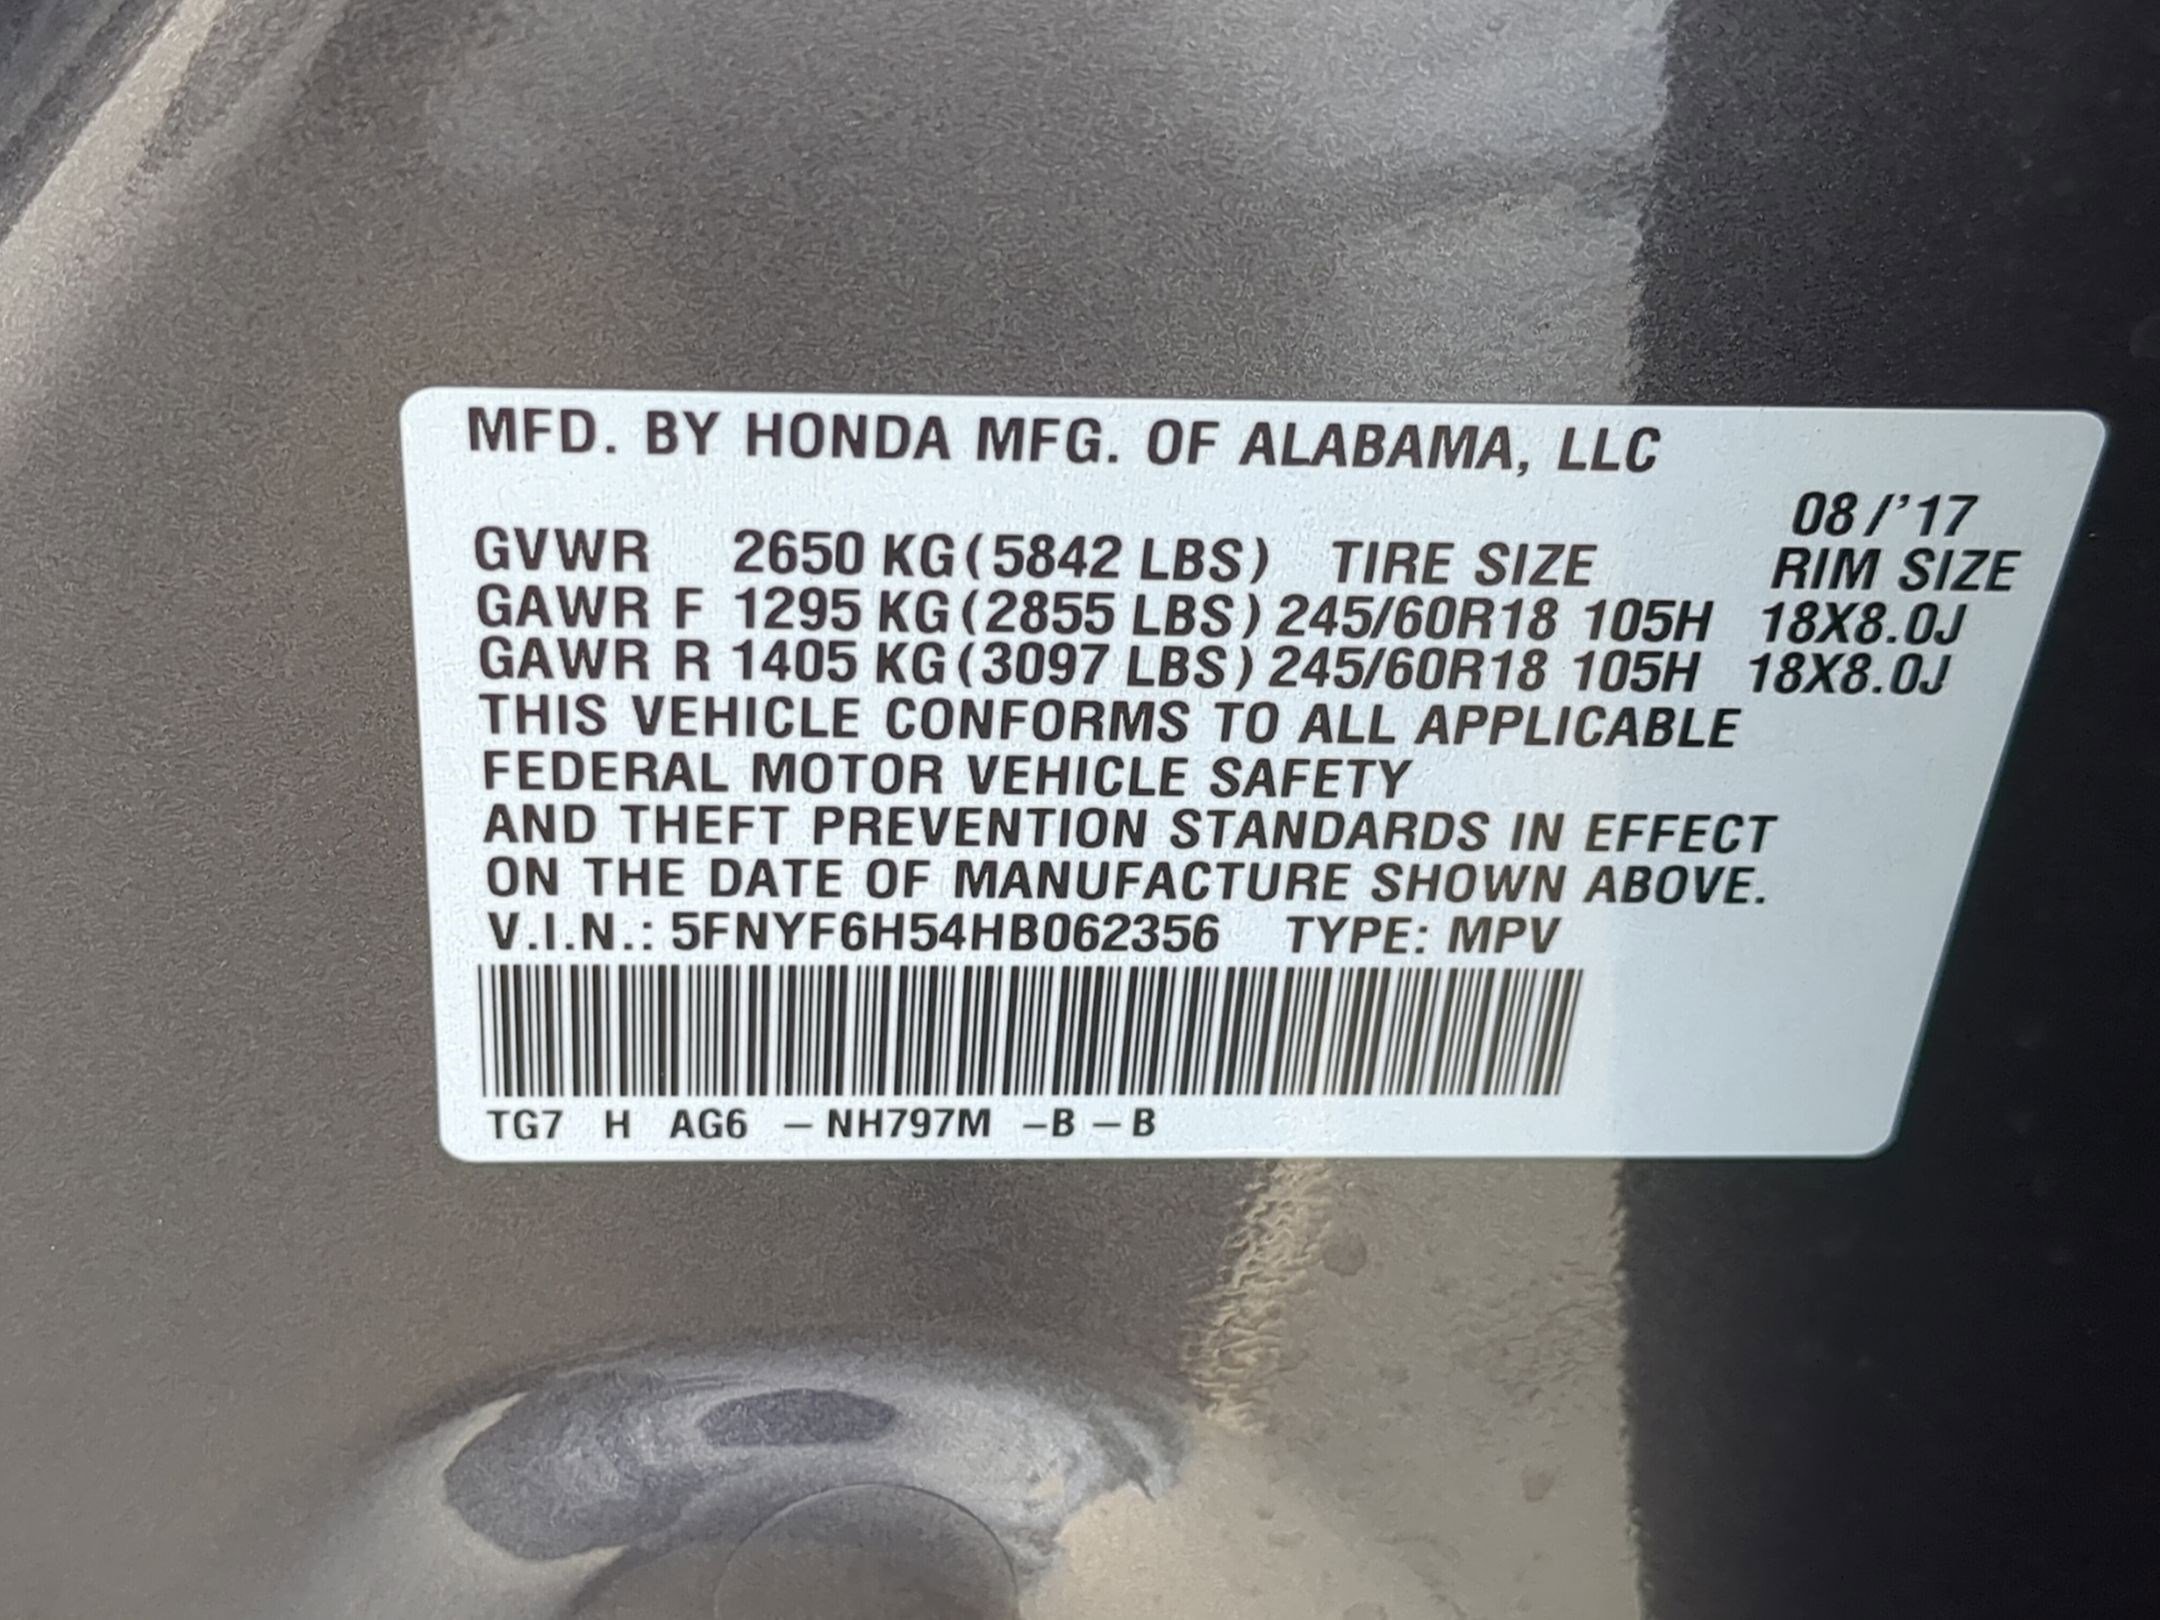 MFD. BY HONDA MFG. OF ALABAMA, LLC
08/'17
GVWR 2650 KG (5842 LBS) TIRE SIZE RIM SIZE
GAWR F 1295 KG (2855 LBS) 245/60R18 105H 18X8.0J
GAWR R 1405 KG (3097 LBS) 245/60R18 105H 18X8.0J
THIS VEHICLE CONFORMS TO ALL APPLICABLE
FEDERAL MOTOR VEHICLE SAFETY
AND THEFT PREVENTION STANDARDS IN EFFECT
ON THE DATE OF MANUFACTURE SHOWN ABOVE.
V.I.N.: 5FNYF6H54HB062356 TYPE: MPV
TG7 H AG6 – NH797M –B – B